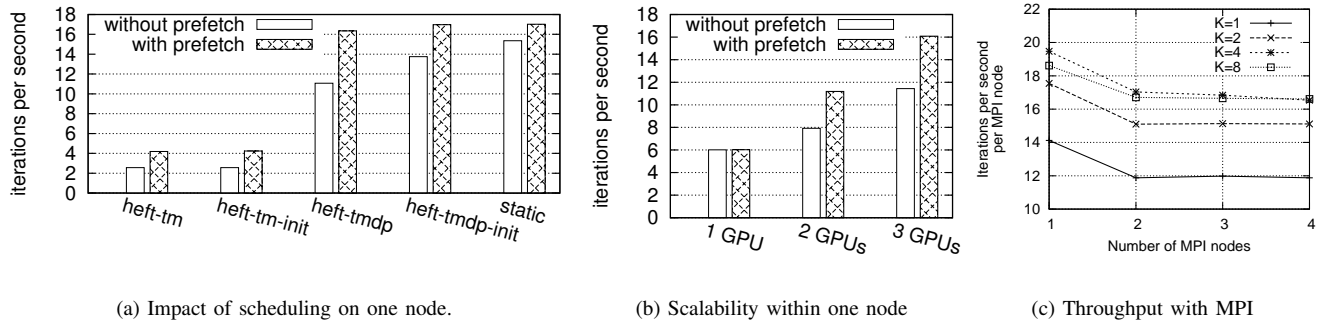 iterations per second
18
16
14
12
10
8
6
4
2
0
without prefetch
with prefetch
heft-tm
heft-tm-init
heft-tmdp
heft-tmdp-init
static
(a) Impact of scheduling on one node.
iterations per second
18
16
14
12
10
8
6
4
2
0
without prefetch
with prefetch
1 GPU
2 GPUs
3 GPUs
(b) Scalability within one node
Iterations per second
per MPI node
22
20
18
16
14
12
10
K=1
K=2
K=4
K=8
1
2
3
4
Number of MPI nodes
(c) Throughput with MPI